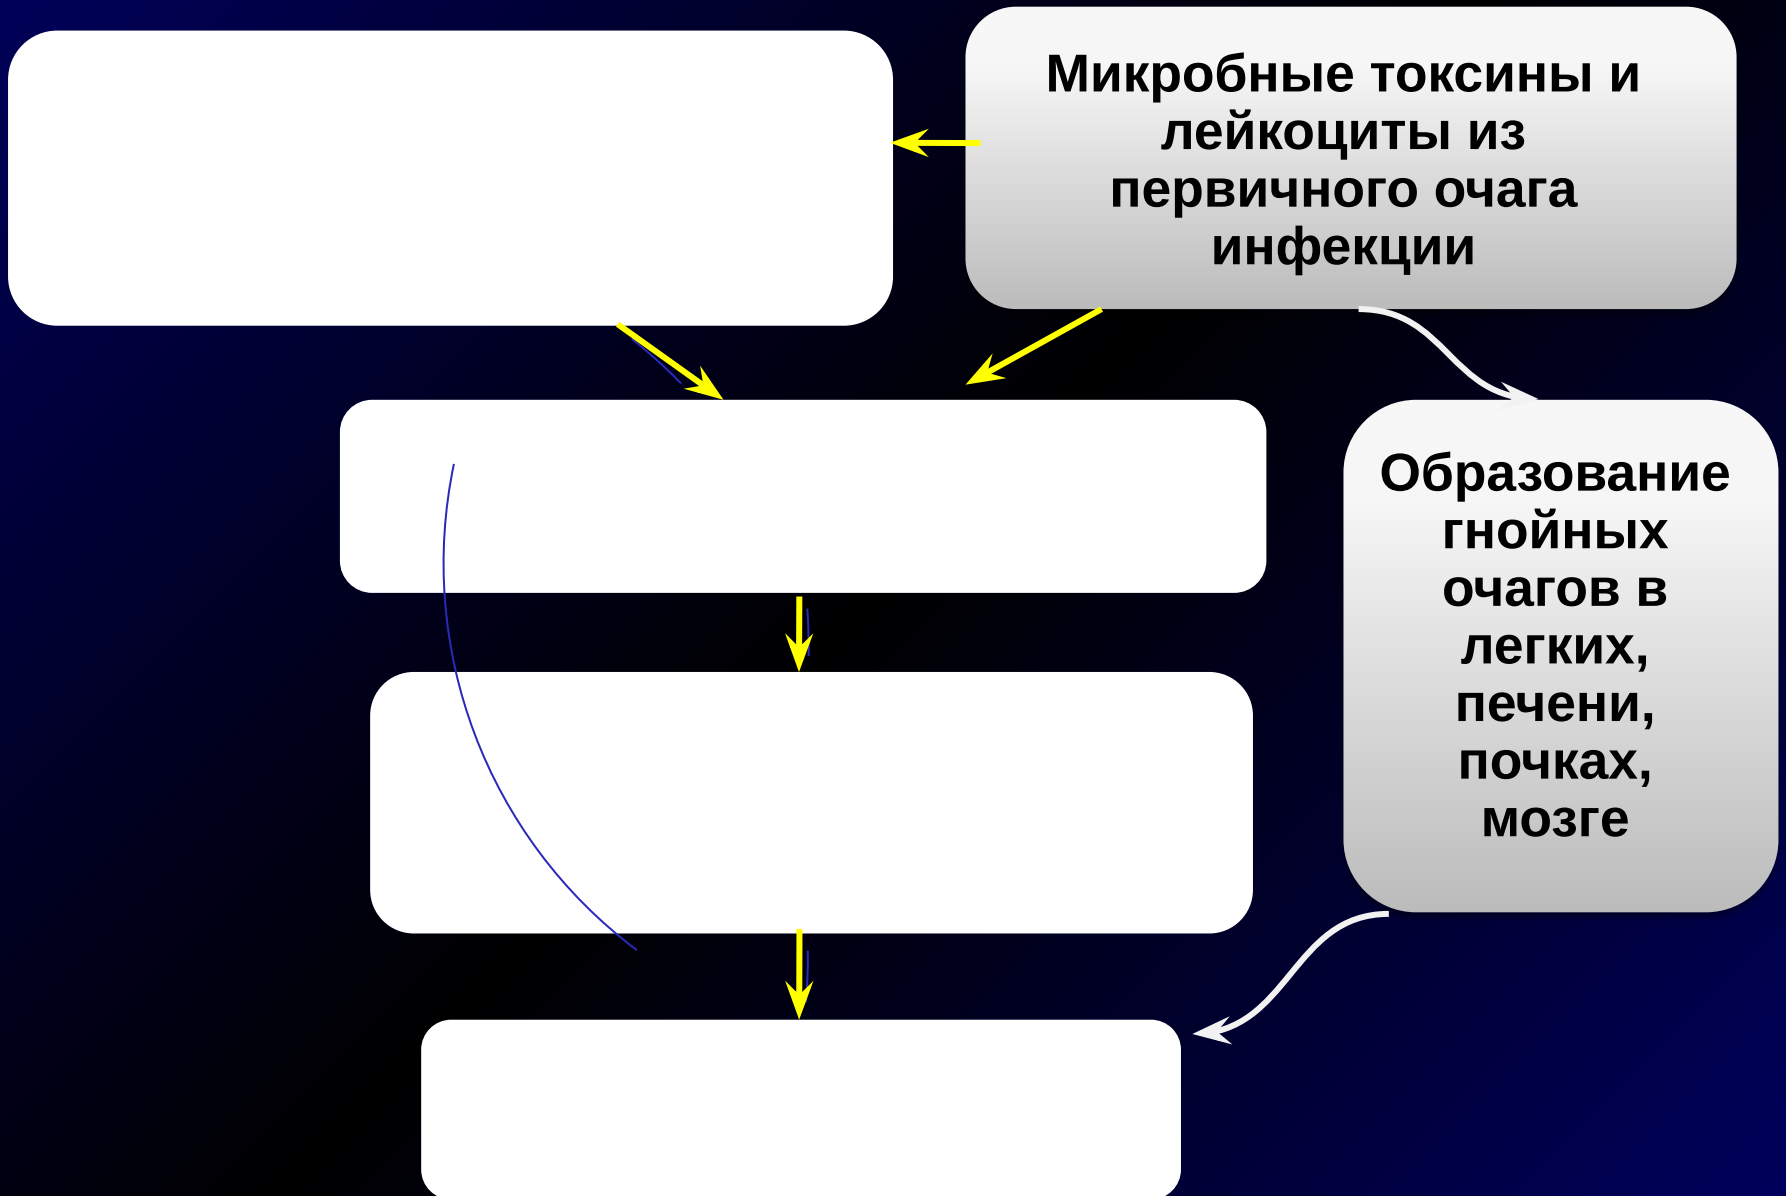 Микробные токсины и
лейкоциты из
первичного очага
инфекции
Образование
гнойных
очагов в
легких,
печени,
почках,
мозге